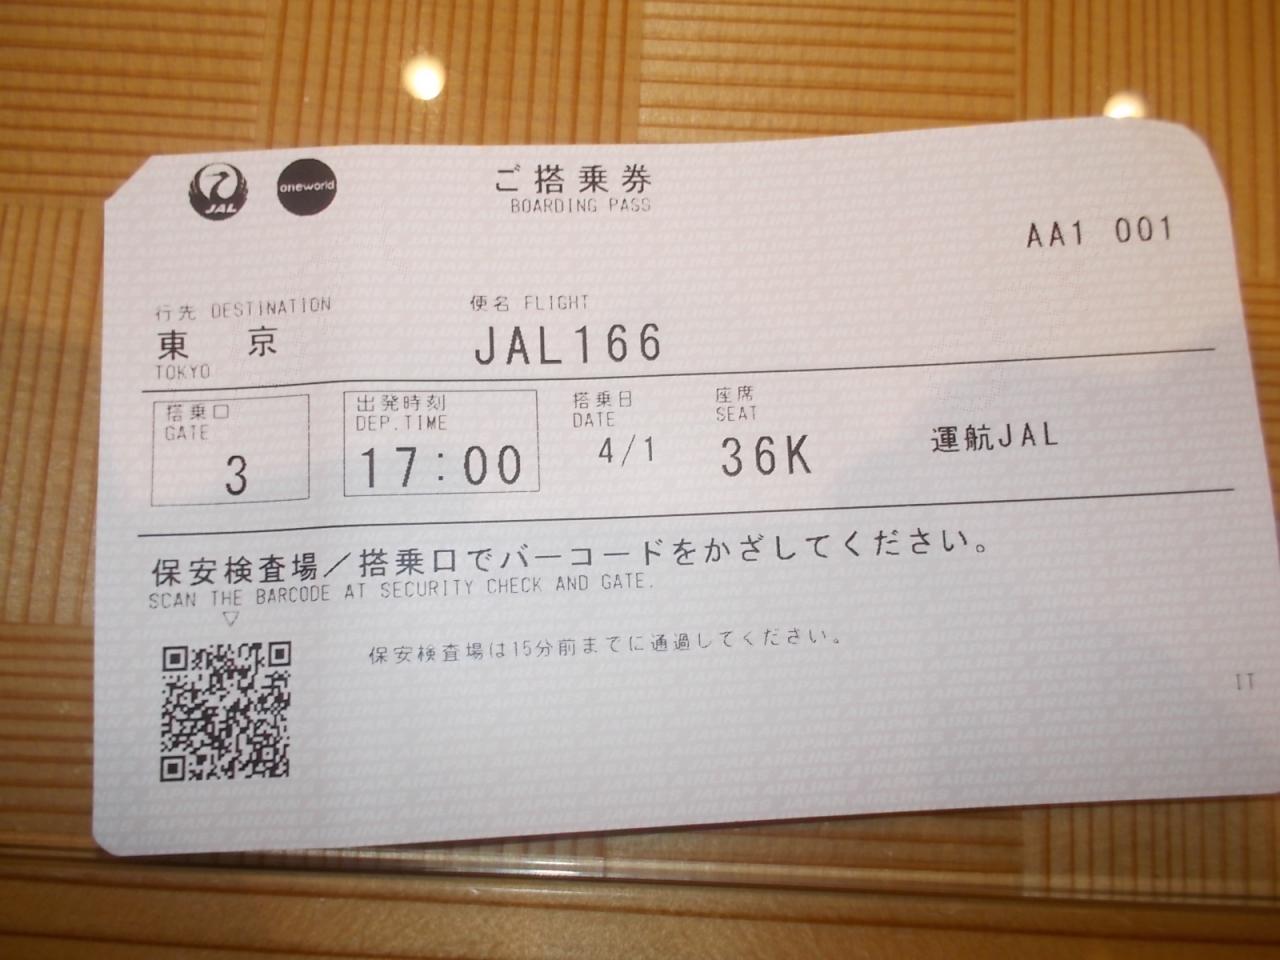 JAL
oneworld
ご搭乗券
BOARDING PASS
AA1 001
行先 DESTINATION
東京
TOKYO
便名 FLIGHT
JAL166
搭乗口
GATE
3
出発時刻
DEP.TIME
17:00
搭乗日
DATE
4/1
座席
SEAT
36K
運航JAL
保安検査場/搭乗口でバーコードをかざしてください。
SCAN THE BARCODE AT SECURITY CHECK AND GATE.
保安検査場は15分前までに通過してください。
IT